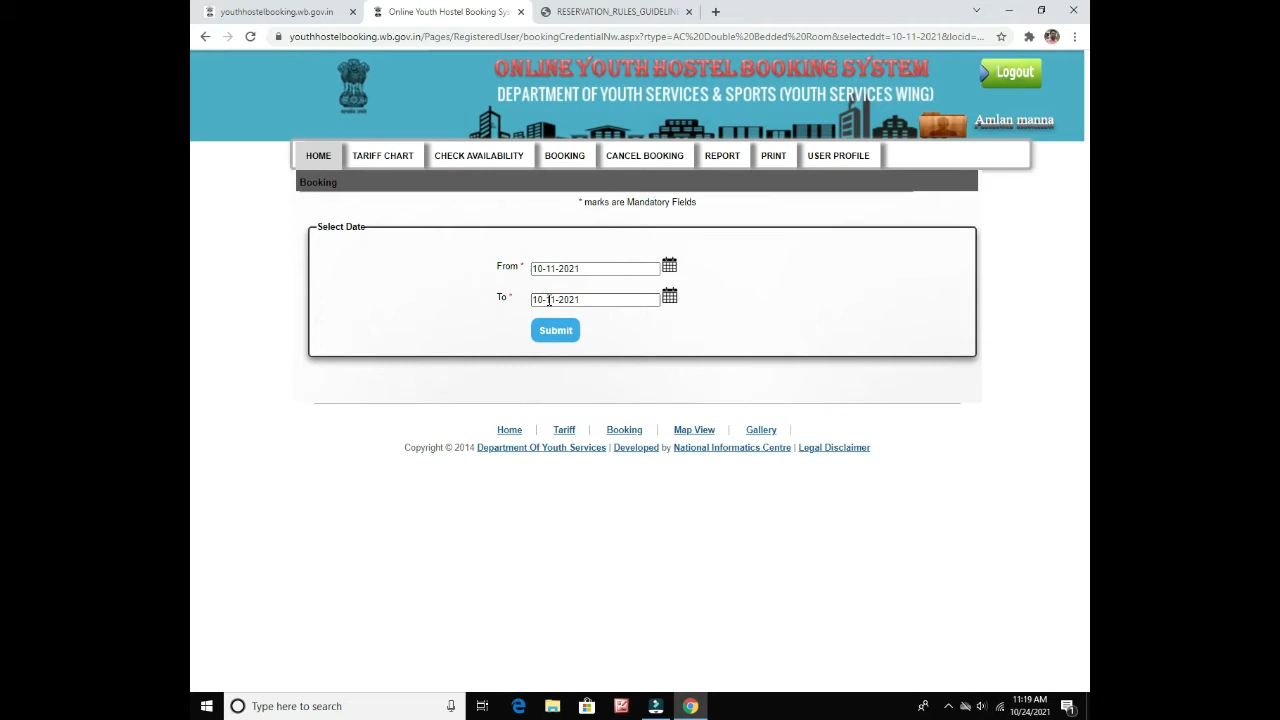 youthhostelbooking.wb.gov.in
Online Youth Hostel Booking Sys
RESERVATION_RULES_GUIDELIN
youthhostelbooking.wb.gov.in/Pages/RegisteredUser/bookingCredentialNw.aspx?rtype=AC%20Double%20Bedded%20Room&selecteddt=10-11-2021&locid=...
ONLINE YOUTH HOSTEL BOOKING SYSTEM
DEPARTMENT OF YOUTH SERVICES & SPORTS (YOUTH SERVICES WING)
Logout
Amlan manna
HOME
TARIFF CHART
CHECK AVAILABILITY
BOOKING
CANCEL BOOKING
REPORT
PRINT
USER PROFILE
Booking
* marks are Mandatory Fields
Select Date
From * 10-11-2021
To * 10-11-2021
Submit
Home | Tariff | Booking | Map View | Gallery |
Copyright © 2014 Department Of Youth Services | Developed by National Informatics Centre | Legal Disclaimer
Type here to search
11:19 AM
10/24/2021
1